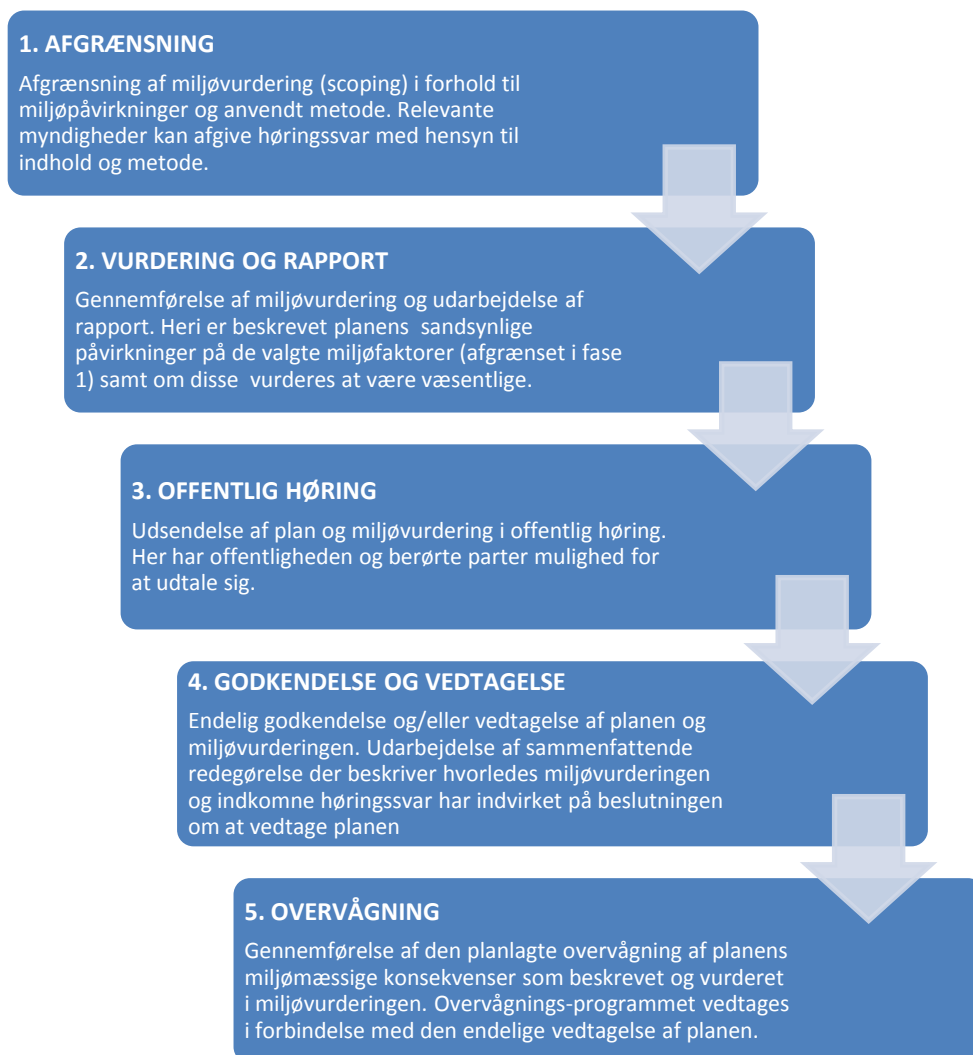 1. AFGRÆNSNING
Afgrænsning af miljøvurdering (scoping) i forhold til
miljøpåvirkninger og anvendt metode. Relevante
myndigheder kan afgive høringssvar med hensyn til
indhold og metode.
2. VURDERING OG RAPPORT
Gennemførelse af miljøvurdering og udarbejdelse af
rapport. Heri er beskrevet planens sandsynlige
påvirkninger på de valgte miljøfaktorer (afgrænset i fase
1) samt om disse vurderes at være væsentlige.
3. OFFENTLIG HØRING
Udsendelse af plan og miljøvurdering i offentlig høring.
Her har offentligheden og berørte parter mulighed for
at udtale sig.
4. GODKENDELSE OG VEDTAGELSE
Endelig godkendelse og/eller vedtagelse af planen og
miljøvurderingen. Udarbejdelse af sammenfattende
redegørelse der beskriver hvorledes miljøvurderingen
og indkomne høringssvar har indvirket på beslutningen
om at vedtage planen
5. OVERVÅGNING
Gennemførelse af den planlagte overvågning af planens
miljømæssige konsekvenser som beskrevet og vurderet
i miljøvurderingen. Overvågnings-programmet vedtages
i forbindelse med den endelige vedtagelse af planen.